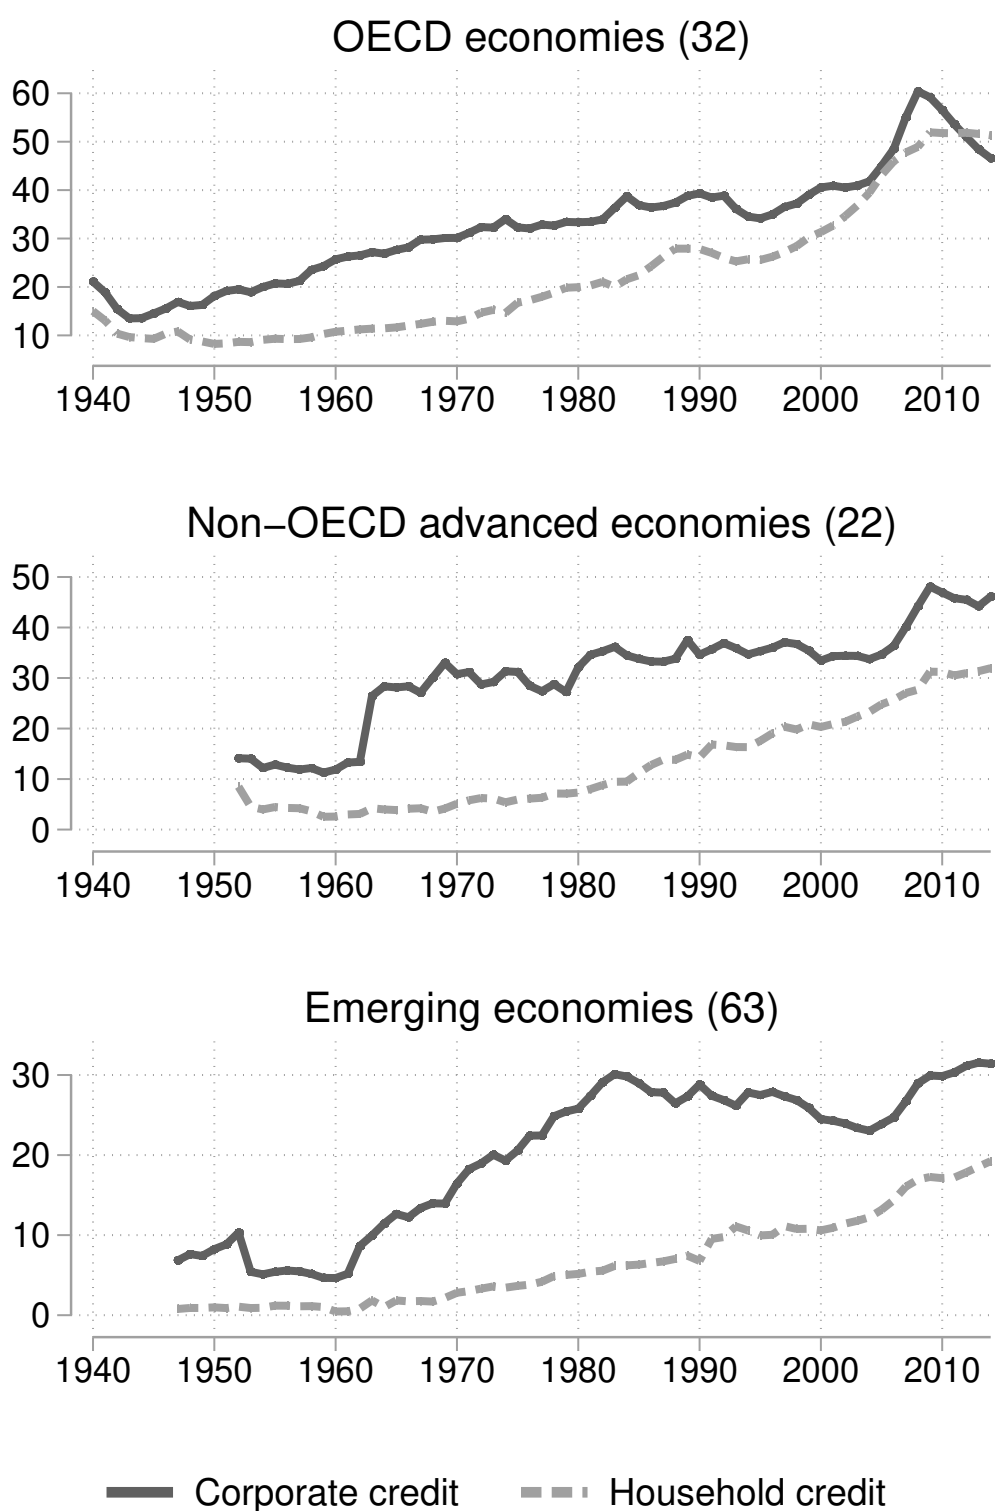 OECD economies (32)
60
50
40
30
20
10
1940 1950 1960 1970 1980 1990 2000 2010
Non−OECD advanced economies (22)
50
40
30
20
10
0
1940 1950 1960 1970 1980 1990 2000 2010
Emerging economies (63)
30
20
10
0
1940 1950 1960 1970 1980 1990 2000 2010
Corporate credit Household credit